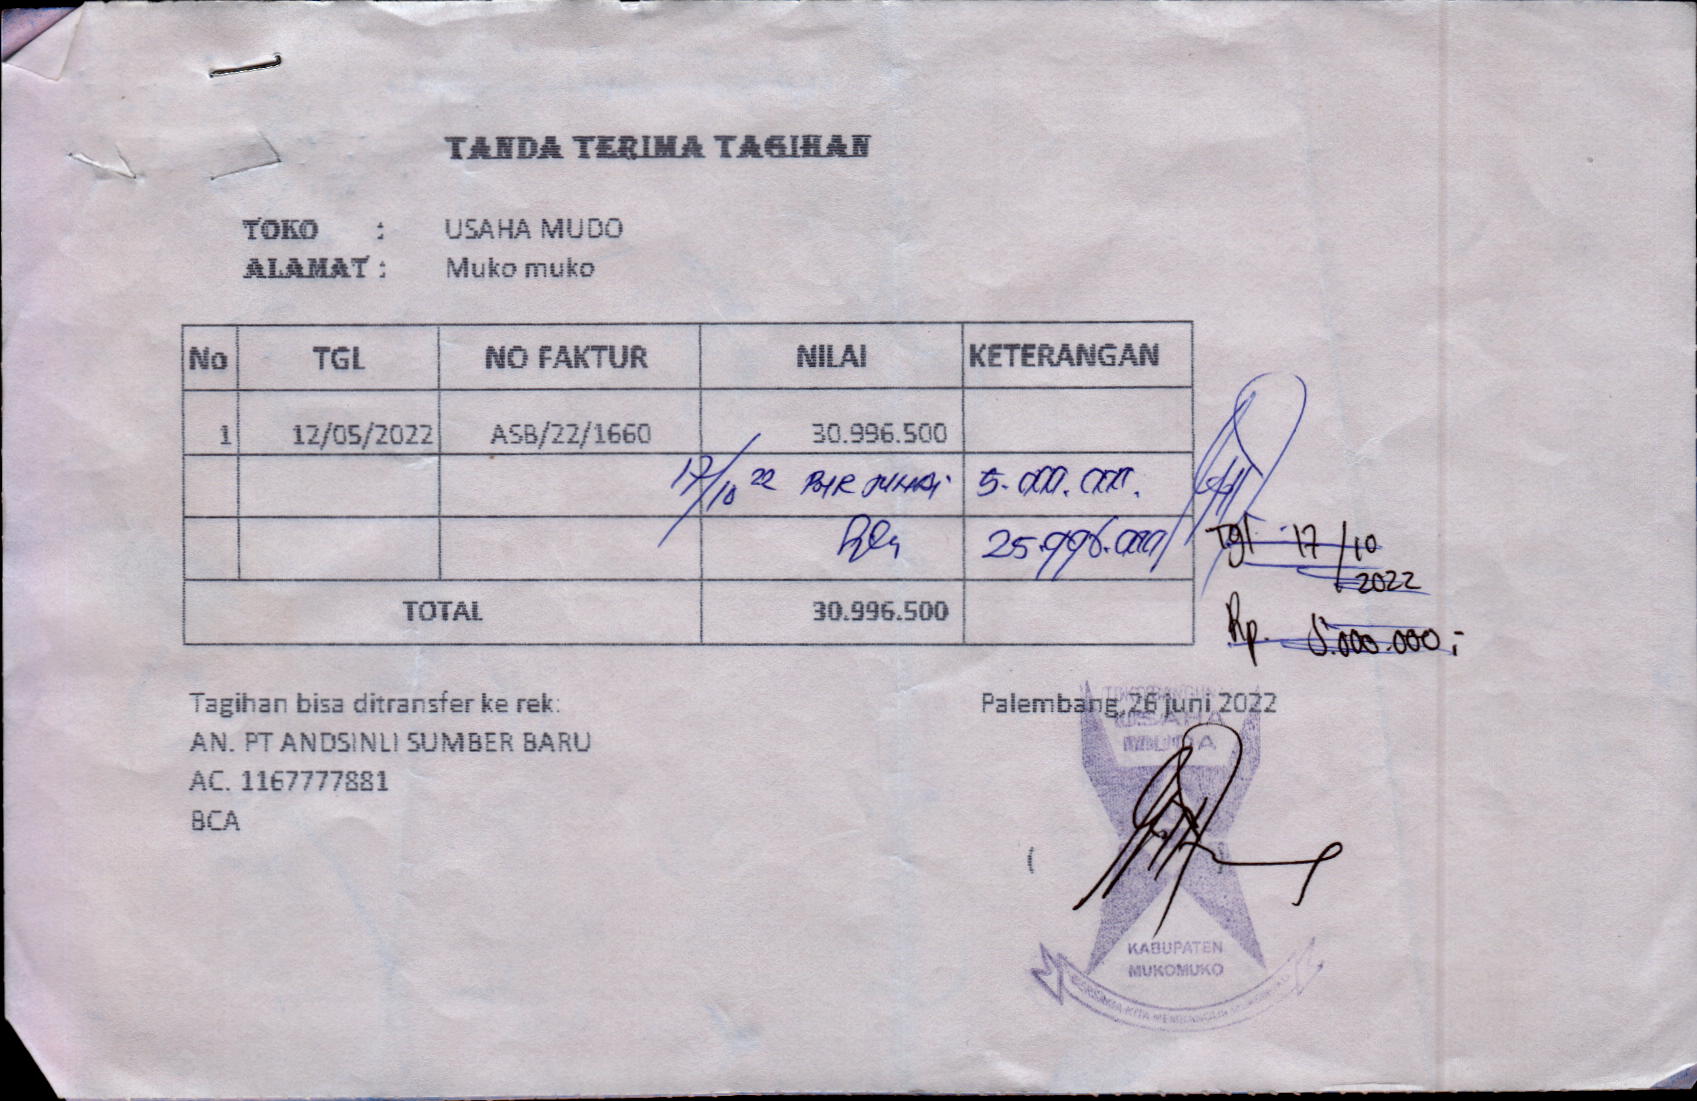 TANDA TERIMA TAGIHAN
TOKO : USAHA MUDO
ALAMAT : Muko muko
No TGL NO FAKTUR NILAI KETERANGAN
1 12/05/2022 ASB/22/1660 30.996.500
17/10 22 5.000.000.
25.996.000
Tgl 17/10
2022
TOTAL 30.996.500
Rp. 5.000.000,-
Tagihan bisa ditransfer ke rek:
Palembang,26 juni 2022
AN. PT ANDSINLI SUMBER BARU
AC. 1167777881
BCA
USAHA
( )
KABUPATEN
MUKOMUKO